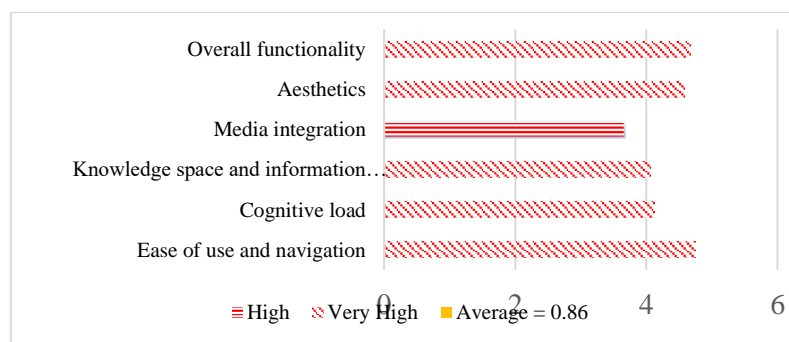 Overall functionality
Aesthetics
Media integration
Knowledge space and information…
Cognitive load
Ease of use and navigation
0 2 4 6
High Very High Average = 0.86